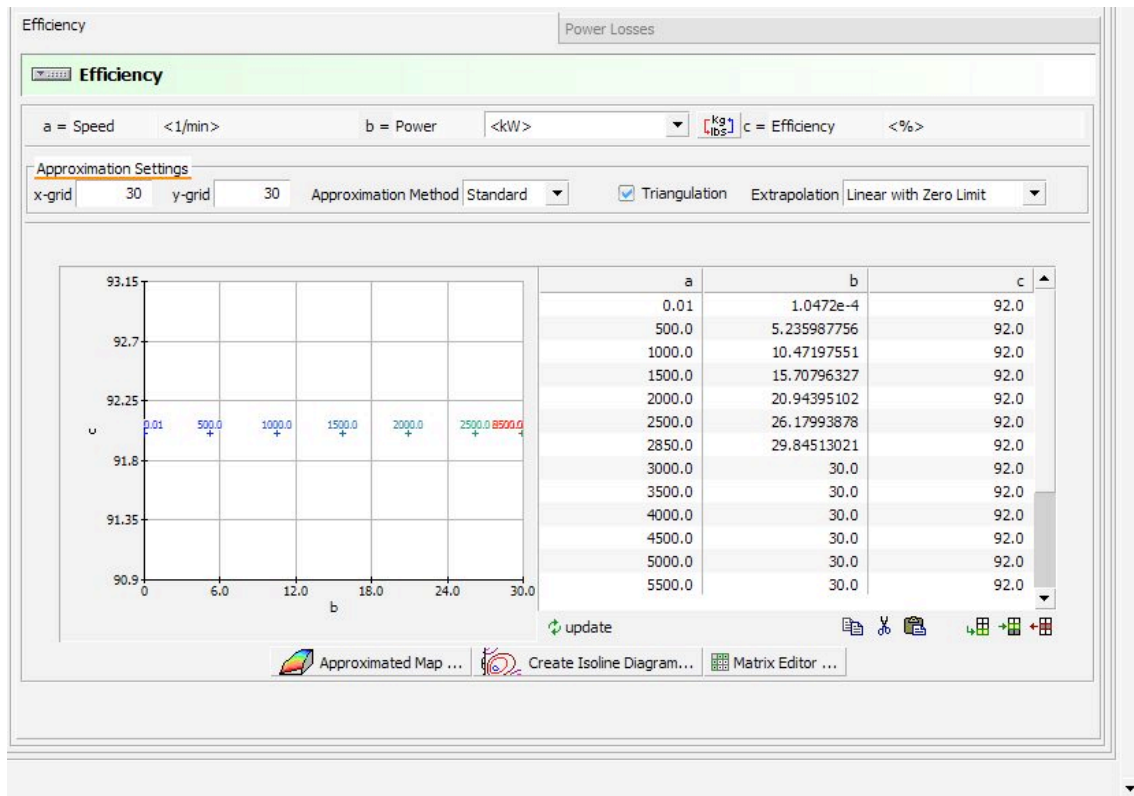 Efficiency Power Losses
Efficiency
a = Speed <1/min> b = Power <kW> kg lbs c = Efficiency <%>
Approximation Settings
x-grid 30 y-grid 30 Approximation Method Standard Triangulation Extrapolation Linear with Zero Limit
93.15
92.7
92.25
91.8
91.35
90.9
c
0.01 500.0 1000.0 1500.0 2000.0 2500.0 8500.0
0 6.0 12.0 18.0 24.0 30.0
b
a b c
0.01 1.0472e-4 92.0
500.0 5.235987756 92.0
1000.0 10.47197551 92.0
1500.0 15.70796327 92.0
2000.0 20.94395102 92.0
2500.0 26.17993878 92.0
2850.0 29.84513021 92.0
3000.0 30.0 92.0
3500.0 30.0 92.0
4000.0 30.0 92.0
4500.0 30.0 92.0
5000.0 30.0 92.0
5500.0 30.0 92.0
update
Approximated Map ... Create Isoline Diagram... Matrix Editor ...